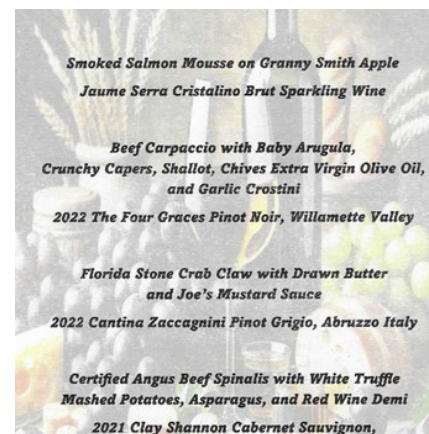 Smoked Salmon Mousse on Granny Smith Apple
Jaume Serra Cristalino Brut Sparkling Wine
Beef Carpaccio with Baby Arugula,
Crunchy Capers, Shallot, Chives Extra Virgin Olive Oil,
and Garlic Crostini
2022 The Four Graces Pinot Noir, Willamette Valley
Florida Stone Crab Claw with Drawn Butter
and Joe's Mustard Sauce
2022 Cantina Zaccagnini Pinot Grigio, Abruzzo Italy
Certified Angus Beef Spinalis with White Truffle
Mashed Potatoes, Asparagus, and Red Wine Demi
2021 Clay Shannon Cabernet Sauvignon,